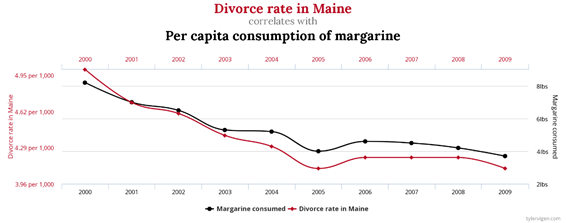 Divorce rate in Maine
correlates with
Per capita consumption of margarine
2000 2001 2002 2003 2004 2005 2006 2007 2008 2009
Divorce rate in Maine
4.95 per 1,000
4.62 per 1,000
4.29 per 1,000
3.96 per 1,000
8lbs
6lbs
4lbs
2lbs
Margarine consumed
2000 2001 2002 2003 2004 2005 2006 2007 2008 2009
Margarine consumed Divorce rate in Maine
tylervigen.com